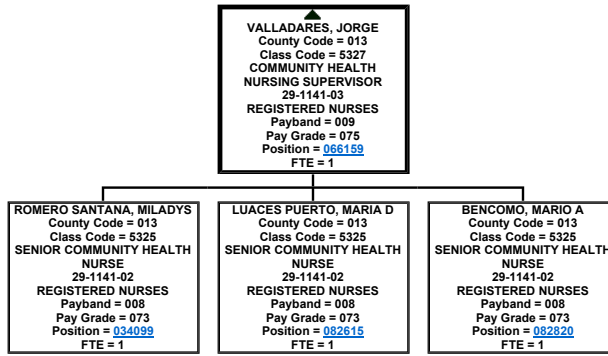 VALLADARES, JORGE
County Code = 013
Class Code = 5327
COMMUNITY HEALTH
NURSING SUPERVISOR
29-1141-03
REGISTERED NURSES
Payband = 009
Pay Grade = 075
Position = 066159
FTE = 1
ROMERO SANTANA, MILADYS
County Code = 013
Class Code = 5325
SENIOR COMMUNITY HEALTH
NURSE
29-1141-02
REGISTERED NURSES
Payband = 008
Pay Grade = 073
Position = 034099
FTE = 1
LUACES PUERTO, MARIA D
County Code = 013
Class Code = 5325
SENIOR COMMUNITY HEALTH
NURSE
29-1141-02
REGISTERED NURSES
Payband = 008
Pay Grade = 073
Position = 082615
FTE = 1
BENCOMO, MARIO A
County Code = 013
Class Code = 5325
SENIOR COMMUNITY HEALTH
NURSE
29-1141-02
REGISTERED NURSES
Payband = 008
Pay Grade = 073
Position = 082820
FTE = 1